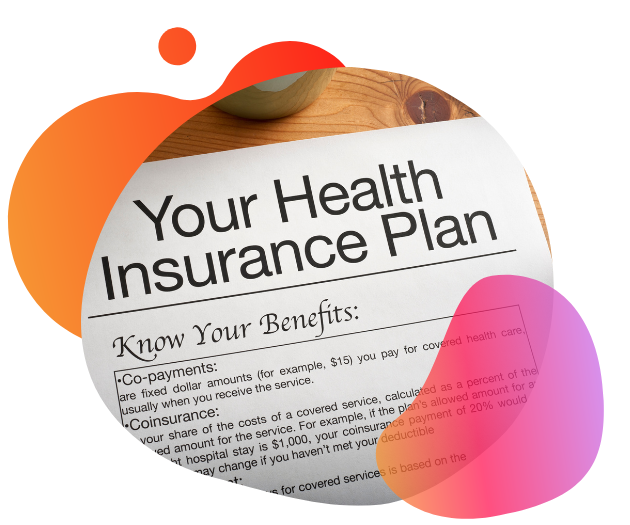 Your Health
Insurance Plan
Know Your Benefits:
•Co-payments:
are fixed dollar amounts (for example, $15) you pay for covered health care,
usually when you receive the service.
•Coinsurance:
your share of the costs of a covered service, calculated as a percent of the
amount for the service. For example, if the plan's allowed amount for
hospital stay is $1,000, your coinsurance payment of 20% would
may change if you haven't met your deductible
for covered services is based on the